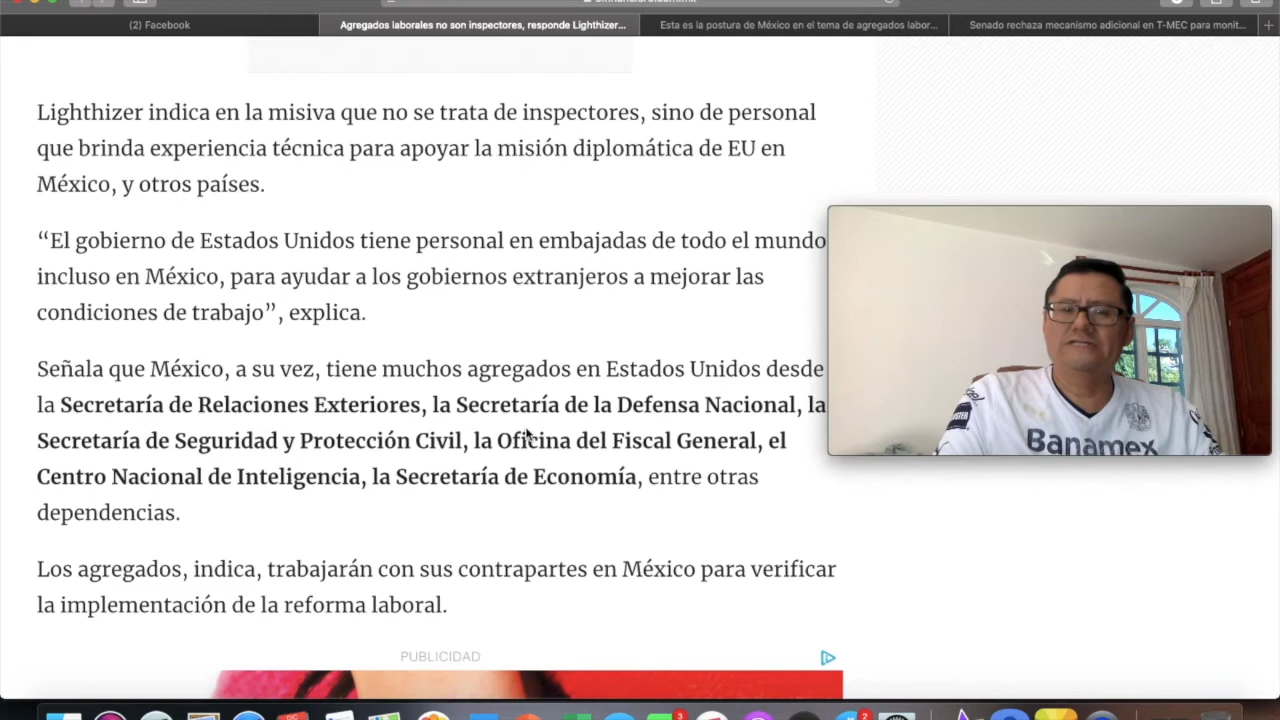 (2) Facebook
Agregados laborales no son inspectores, responde Lighthizer...
Esta es la postura de México en el tema de agregados labor...
Senado rechaza mecanismo adicional en T-MEC para monit...
Lighthizer indica en la misiva que no se trata de inspectores, sino de personal
que brinda experiencia técnica para apoyar la misión diplomática de EU en
México, y otros países.
“El gobierno de Estados Unidos tiene personal en embajadas de todo el mundo
incluso en México, para ayudar a los gobiernos extranjeros a mejorar las
condiciones de trabajo”, explica.
Señala que México, a su vez, tiene muchos agregados en Estados Unidos desde
la Secretaría de Relaciones Exteriores, la Secretaría de la Defensa Nacional, la
Secretaría de Seguridad y Protección Civil, la Oficina del Fiscal General, el
Centro Nacional de Inteligencia, la Secretaría de Economía, entre otras
dependencias.
Los agregados, indica, trabajarán con sus contrapartes en México para verificar
la implementación de la reforma laboral.
PUBLICIDAD
Banamex
3
2